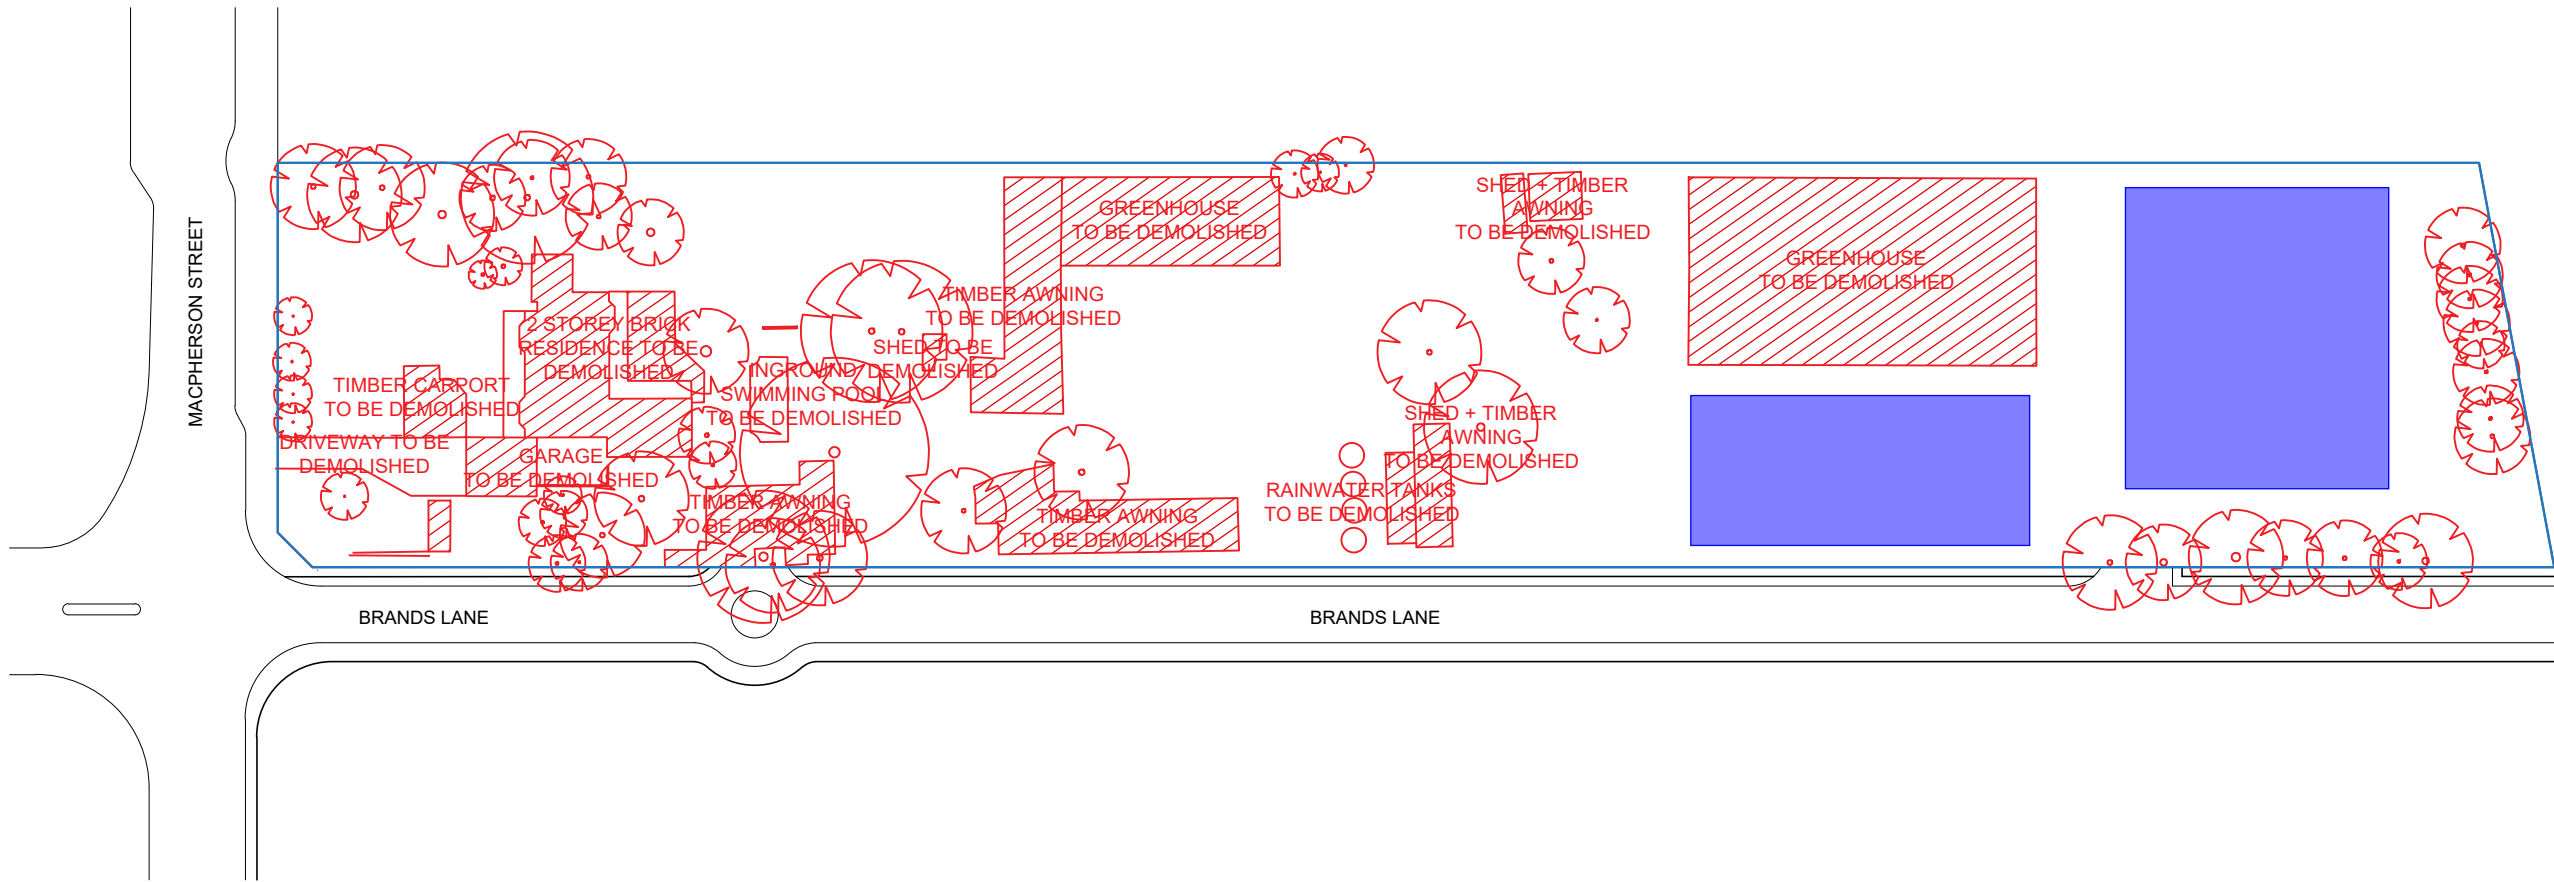 MACPHERSON STREET
GREENHOUSE
TO BE DEMOLISHED
SHED + TIMBER
AWNING
TO BE DEMOLISHED
GREENHOUSE
TO BE DEMOLISHED
TIMBER AWNING
TO BE DEMOLISHED
2 STOREY BRICK
RESIDENCE TO BE
DEMOLISHED
SHED TO BE
DEMOLISHED
INGROUND
SWIMMING POOL
TO BE DEMOLISHED
TIMBER CARPORT
TO BE DEMOLISHED
DRIVEWAY TO BE
DEMOLISHED
GARAGE
TO BE DEMOLISHED
SHED + TIMBER
AWNING
TO BE DEMOLISHED
TIMBER AWNING
TO BE DEMOLISHED
TIMBER AWNING
TO BE DEMOLISHED
RAINWATER TANKS
TO BE DEMOLISHED
BRANDS LANE
BRANDS LANE